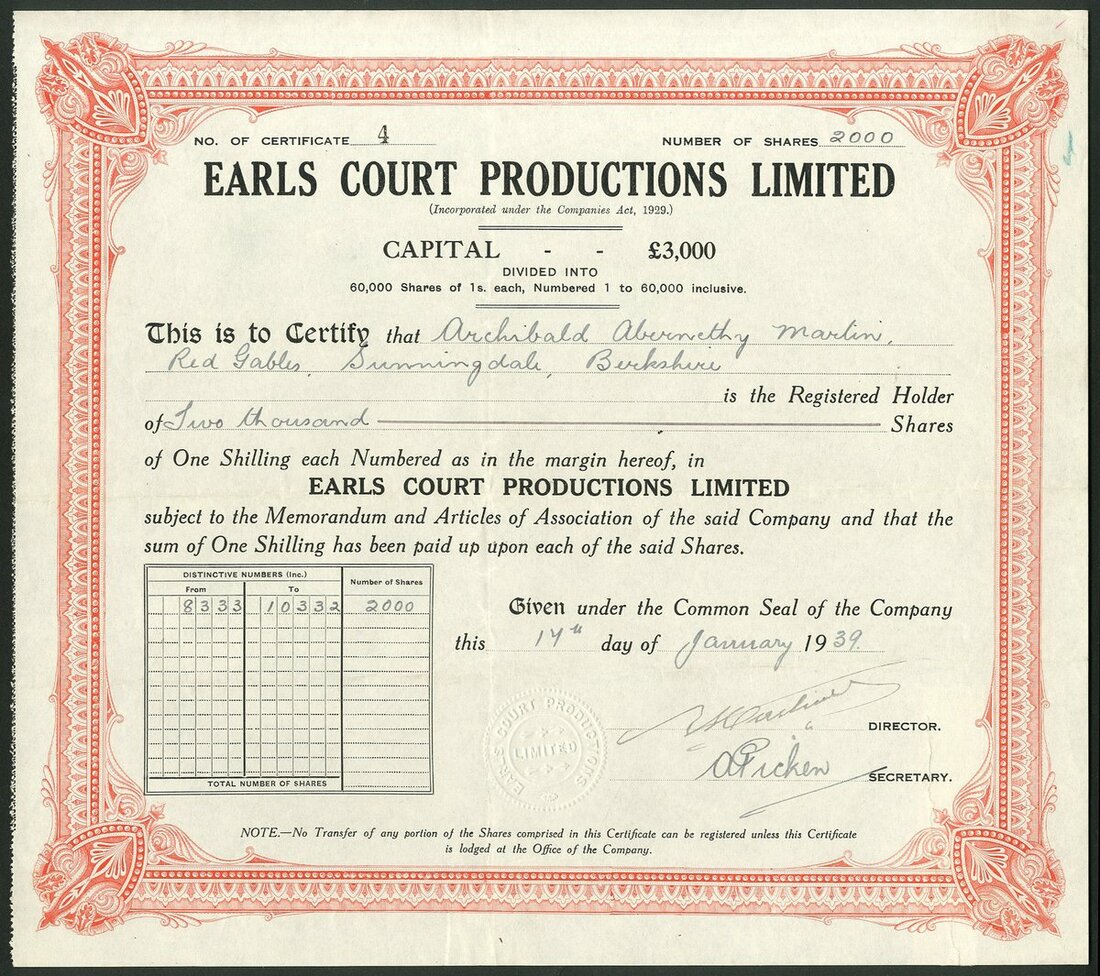 NO. OF CERTIFICATE 4 NUMBER OF SHARES 2000
EARLS COURT PRODUCTIONS LIMITED
(Incorporated under the Companies Act, 1929.)
CAPITAL - - £3,000
DIVIDED INTO
60,000 Shares of 1s. each, Numbered 1 to 60,000 inclusive.
This is to Certify that Archibald Abernethy Martin,
Red Gables, Sunningdale, Berkshire
is the Registered Holder
of Two thousand Shares
of One Shilling each Numbered as in the margin hereof, in
EARLS COURT PRODUCTIONS LIMITED
subject to the Memorandum and Articles of Association of the said Company and that the
sum of One Shilling has been paid up upon each of the said Shares.
DISTINCTIVE NUMBERS (Inc.)
From To Number of Shares
8333 10332 2000
TOTAL NUMBER OF SHARES
Given under the Common Seal of the Company
this day of January 1939.
DIRECTOR.
SECRETARY.
EARLS COURT PRODUCTIONS
LIMITED
NOTE.—No Transfer of any portion of the Shares comprised in this Certificate can be registered unless this Certificate
is lodged at the Office of the Company.